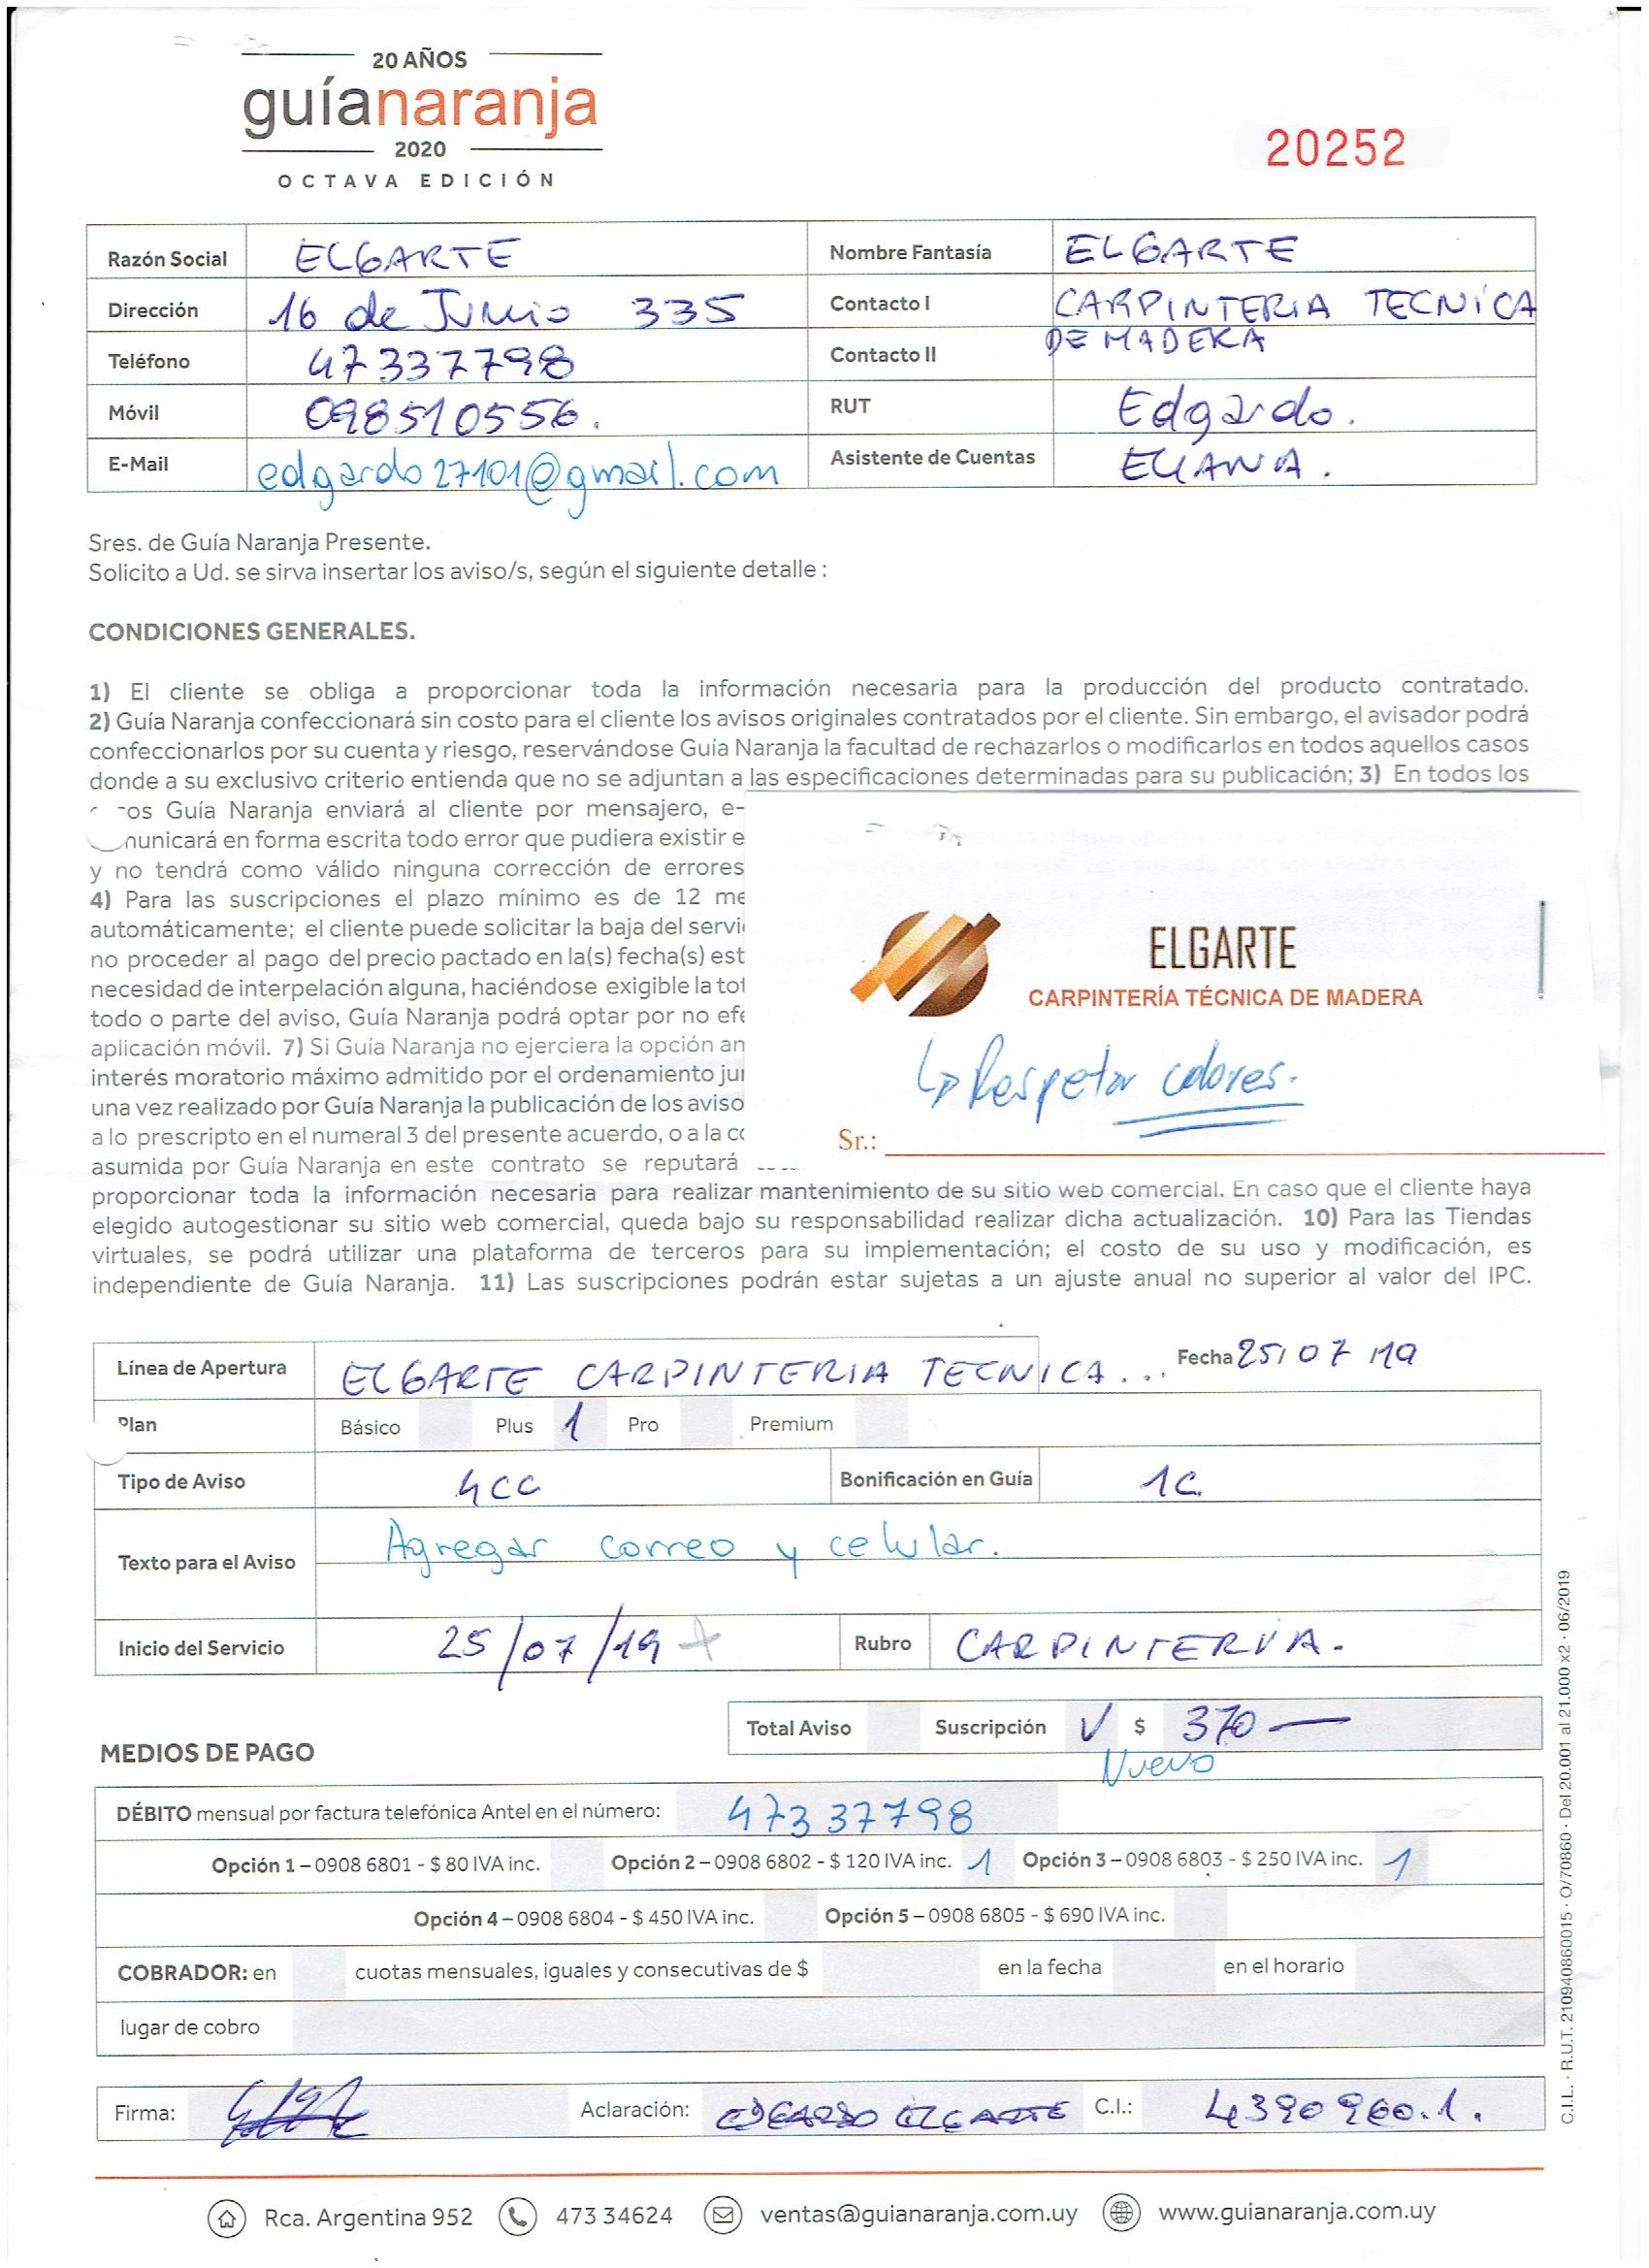 20 AÑOS
guíanaranja
2020
OCTAVA EDICIÓN
20252
Razón Social ELGARTE Nombre Fantasía ELGARTE
Dirección 16 de Junio 335 Contacto I CARPINTERIA TECNICA
DE MADERA
Teléfono 47337798 Contacto II
Móvil 098510556. RUT Edgardo.
E-Mail edgardo27101@gmail.com Asistente de Cuentas ELIANA.
Sres. de Guía Naranja Presente.
Solicito a Ud. se sirva insertar los aviso/s, según el siguiente detalle :
CONDICIONES GENERALES.
1) El cliente se obliga a proporcionar toda la información necesaria para la producción del producto contratado.
2) Guía Naranja confeccionará sin costo para el cliente los avisos originales contratados por el cliente. Sin embargo, el avisador podrá
confeccionarlos por su cuenta y riesgo, reservándose Guía Naranja la facultad de rechazarlos o modificarlos en todos aquellos casos
donde a su exclusivo criterio entienda que no se adjuntan a las especificaciones determinadas para su publicación; 3) En todos los
os Guía Naranja enviará al cliente por mensajero, e-
municará en forma escrita todo error que pudiera existir e
y no tendrá como válido ninguna corrección de errores
4) Para las suscripciones el plazo mínimo es de 12 me
automáticamente; el cliente puede solicitar la baja del servi
no proceder al pago del precio pactado en la(s) fecha(s) est
necesidad de interpelación alguna, haciéndose exigible la tot
todo o parte del aviso, Guía Naranja podrá optar por no efe
aplicación móvil. 7) Si Guía Naranja no ejerciera la opción an
interés moratorio máximo admitido por el ordenamiento jur
una vez realizado por Guía Naranja la publicación de los aviso
a lo prescripto en el numeral 3 del presente acuerdo, o a la co
asumida por Guía Naranja en este contrato se reputará
ELGARTE
CARPINTERÍA TÉCNICA DE MADERA
↳ Respetar colores.
Sr.:
proporcionar toda la información necesaria para realizar mantenimiento de su sitio web comercial. En caso que el cliente haya
elegido autogestionar su sitio web comercial, queda bajo su responsabilidad realizar dicha actualización. 10) Para las Tiendas
virtuales, se podrá utilizar una plataforma de terceros para su implementación; el costo de su uso y modificación, es
independiente de Guía Naranja. 11) Las suscripciones podrán estar sujetas a un ajuste anual no superior al valor del IPC.
Línea de Apertura ELGARTE CARPINTERIA TECNICA... Fecha 25/07/19
Plan Básico Plus 1 Pro Premium
Tipo de Aviso 4CC Bonificación en Guía 1C.
Texto para el Aviso Agregar correo y celular.
Inicio del Servicio 25/07/19 + Rubro CARPINTERIA.
Total Aviso Suscripción V $ 370 —
Nuevo
MEDIOS DE PAGO
DÉBITO mensual por factura telefónica Antel en el número: 47337798
Opción 1 – 0908 6801 - $ 80 IVA inc. Opción 2 – 0908 6802 - $ 120 IVA inc. 1 Opción 3 – 0908 6803 - $ 250 IVA inc. 1
Opción 4 – 0908 6804 - $ 450 IVA inc. Opción 5 – 0908 6805 - $ 690 IVA inc.
COBRADOR: en cuotas mensuales, iguales y consecutivas de $ en la fecha en el horario
lugar de cobro
Firma: Aclaración: EDGARDO ELGARTE C.I.: 4390960.1.
C.I.L. · R.U.T. 210940860015 · O/70860 · Del 20.001 al 21.000 x2 · 06/2019
Rca. Argentina 952 473 34624 ventas@guianaranja.com.uy www.guianaranja.com.uy